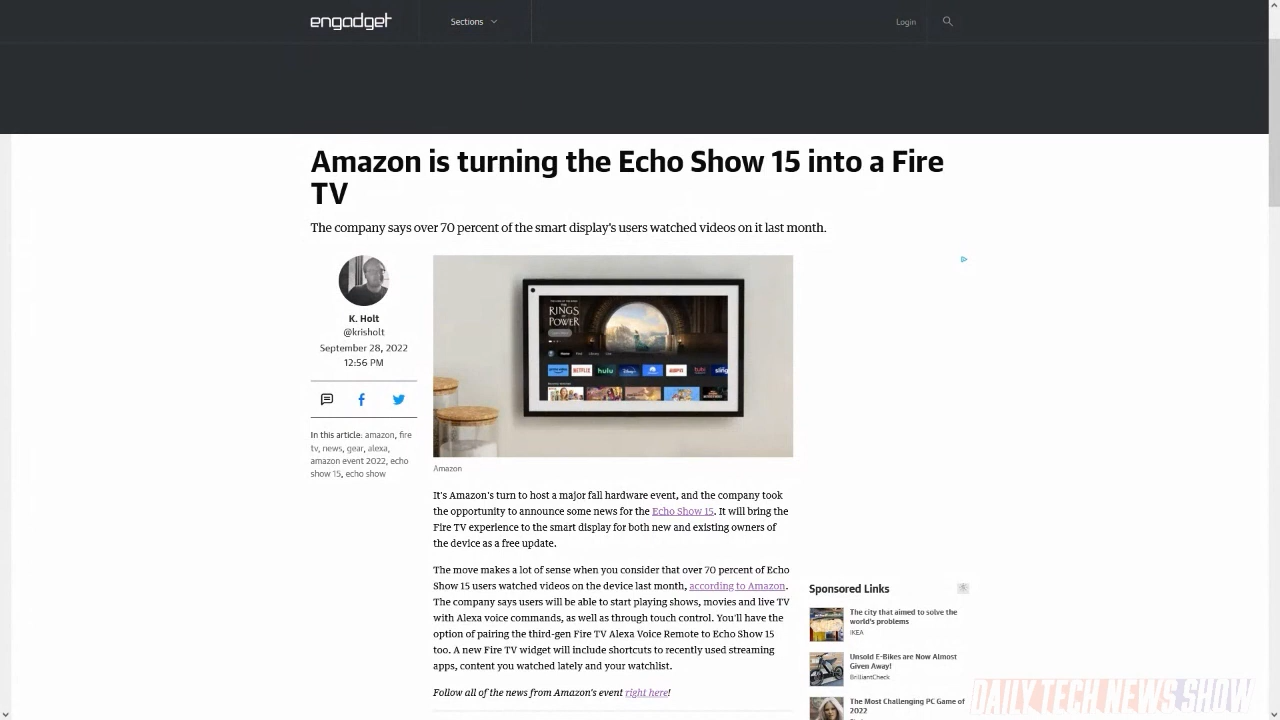 engadget
Sections
Login
Amazon is turning the Echo Show 15 into a Fire
TV
The company says over 70 percent of the smart display's users watched videos on it last month.
K. Holt
@krisholt
September 28, 2022
12:56 PM
In this article: amazon, fire
tv, news, gear, alexa,
amazon event 2022, echo
show 15, echo show
THE
RINGS
OF
POWER
prime video
NETFLIX
hulu
Disney+
ESPN
tubi
sling
Amazon
It's Amazon's turn to host a major fall hardware event, and the company took
the opportunity to announce some news for the Echo Show 15. It will bring the
Fire TV experience to the smart display for both new and existing owners of
the device as a free update.
The move makes a lot of sense when you consider that over 70 percent of Echo
Show 15 users watched videos on the device last month, according to Amazon.
The company says users will be able to start playing shows, movies and live TV
with Alexa voice commands, as well as through touch control. You'll have the
option of pairing the third-gen Fire TV Alexa Voice Remote to Echo Show 15
too. A new Fire TV widget will include shortcuts to recently used streaming
apps, content you watched lately and your watchlist.
Follow all of the news from Amazon's event right here!
Sponsored Links
The city that aimed to solve the
world's problems
IKEA
Unsold E-Bikes are Now Almost
Given Away!
BrilliantCheck
The Most Challenging PC Game of
2022
DAILY TECH NEWS SHOW